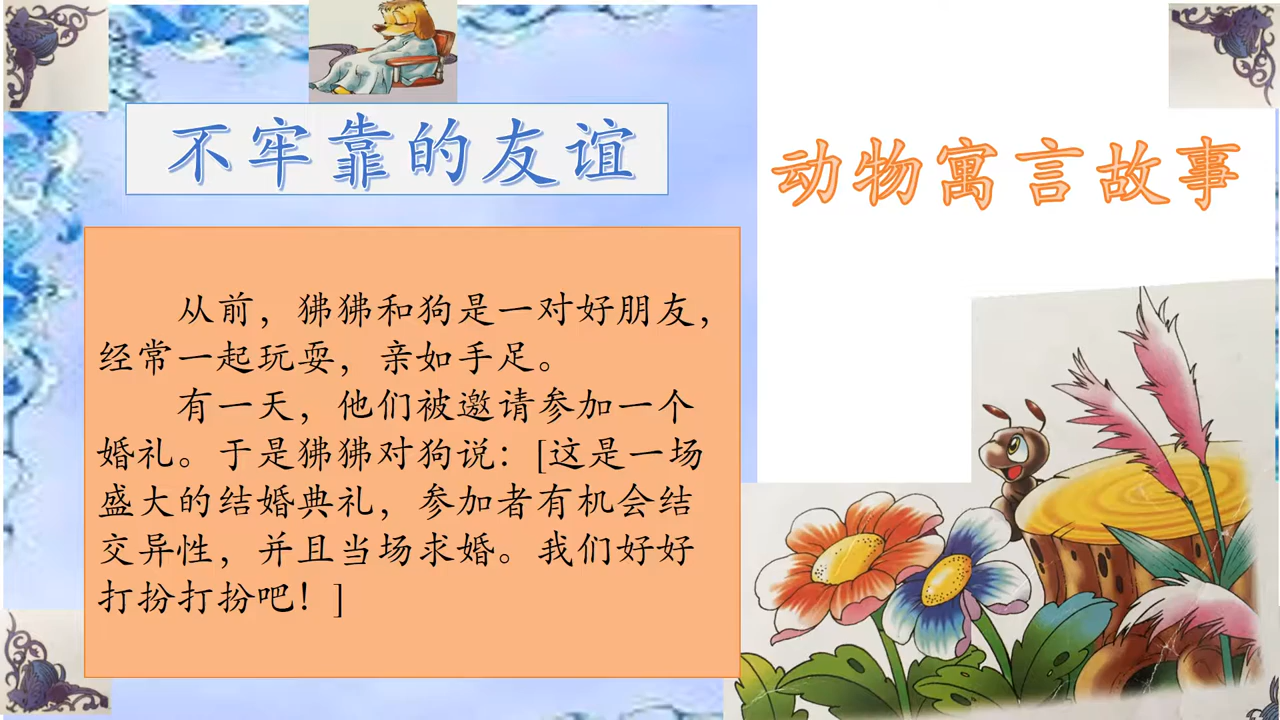 不牢靠的友谊
动物寓言故事
从前，狒狒和狗是一对好朋友，
经常一起玩耍，亲如手足。
有一天，他们被邀请参加一个
婚礼。于是狒狒对狗说：[这是一场
盛大的结婚典礼，参加者有机会结
交异性，并且当场求婚。我们好好
打扮打扮吧！]